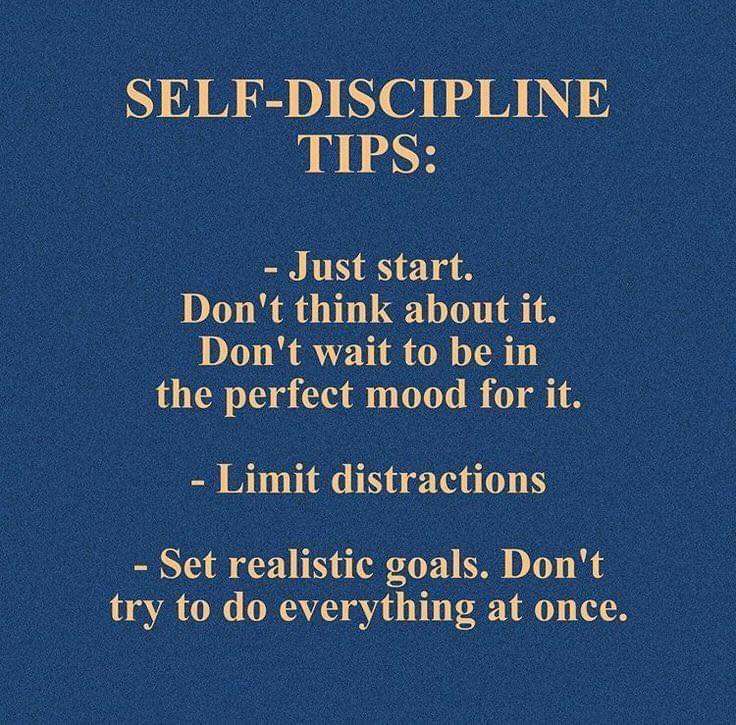 SELF-DISCIPLINE
TIPS:
- Just start.
Don't think about it.
Don't wait to be in
the perfect mood for it.
- Limit distractions
- Set realistic goals. Don't
try to do everything at once.